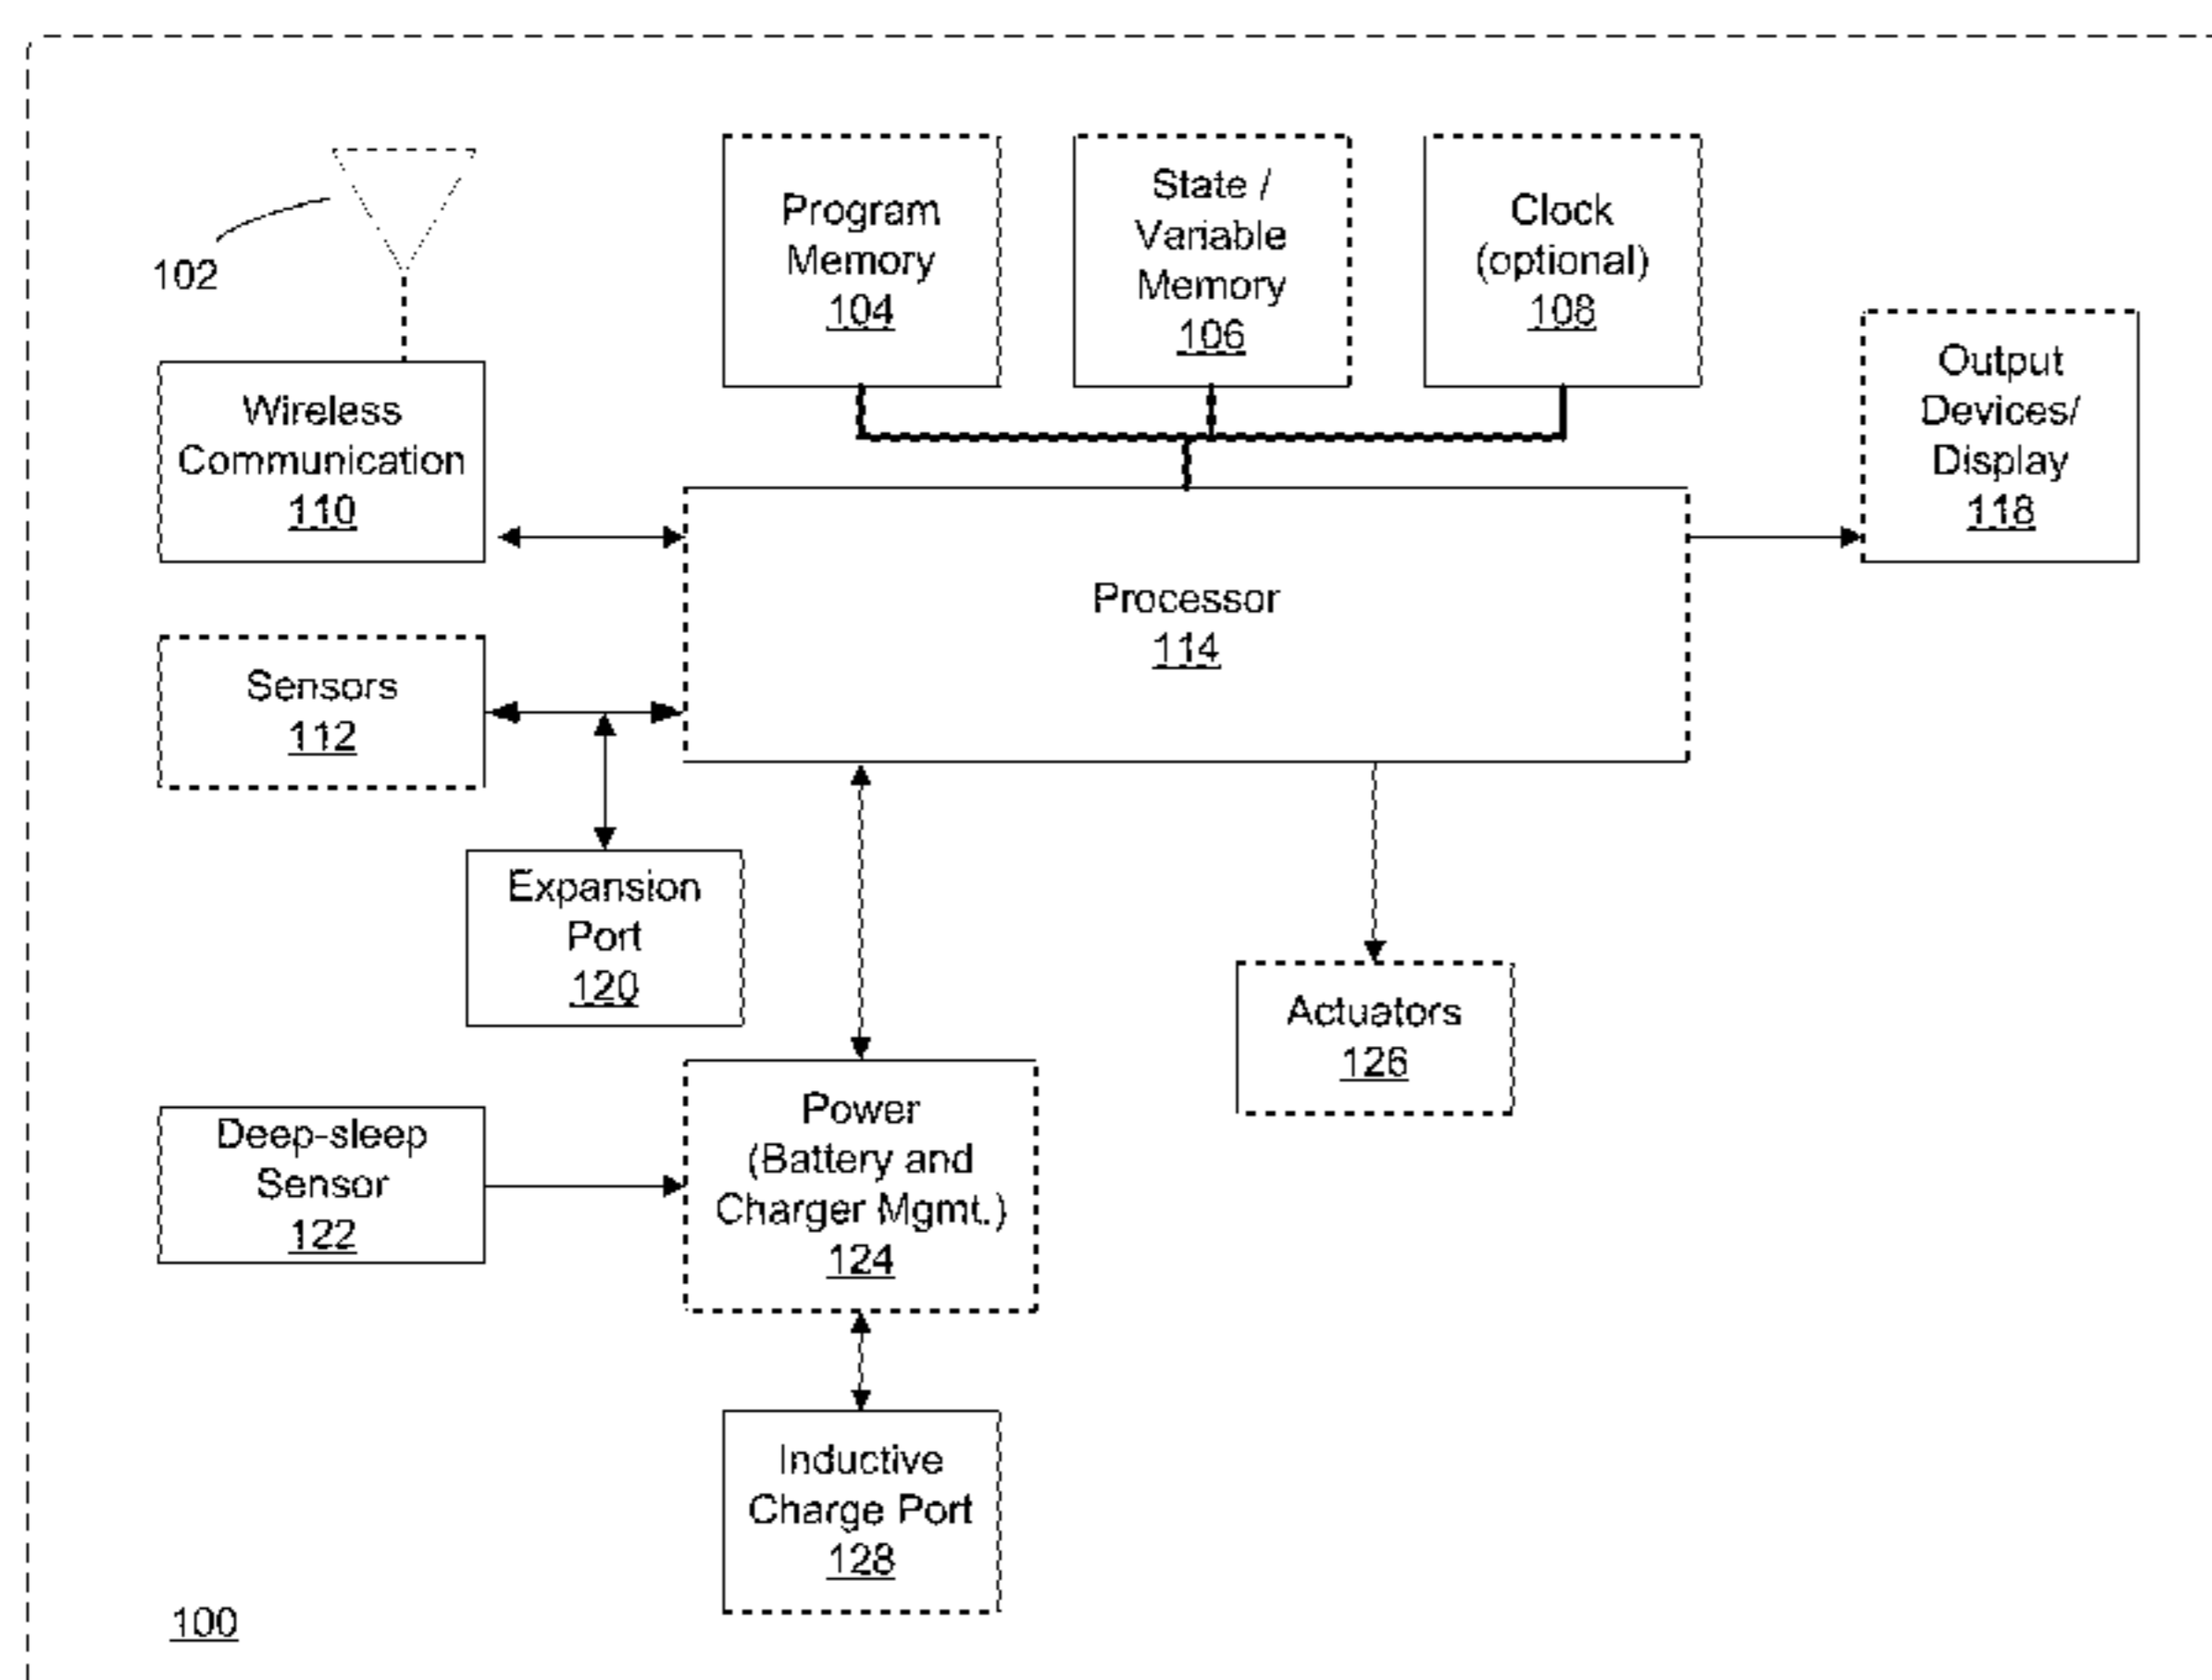 102
Program
Memory
104
State /
Variable
Memory
106
Clock
(optional)
108
Wireless
Communication
110
Output
Devices/
Display
118
Processor
114
Sensors
112
Expansion
Port
120
Actuators
126
Deep-sleep
Sensor
122
Power
(Battery and
Charger Mgmt.)
124
Inductive
Charge Port
128
100